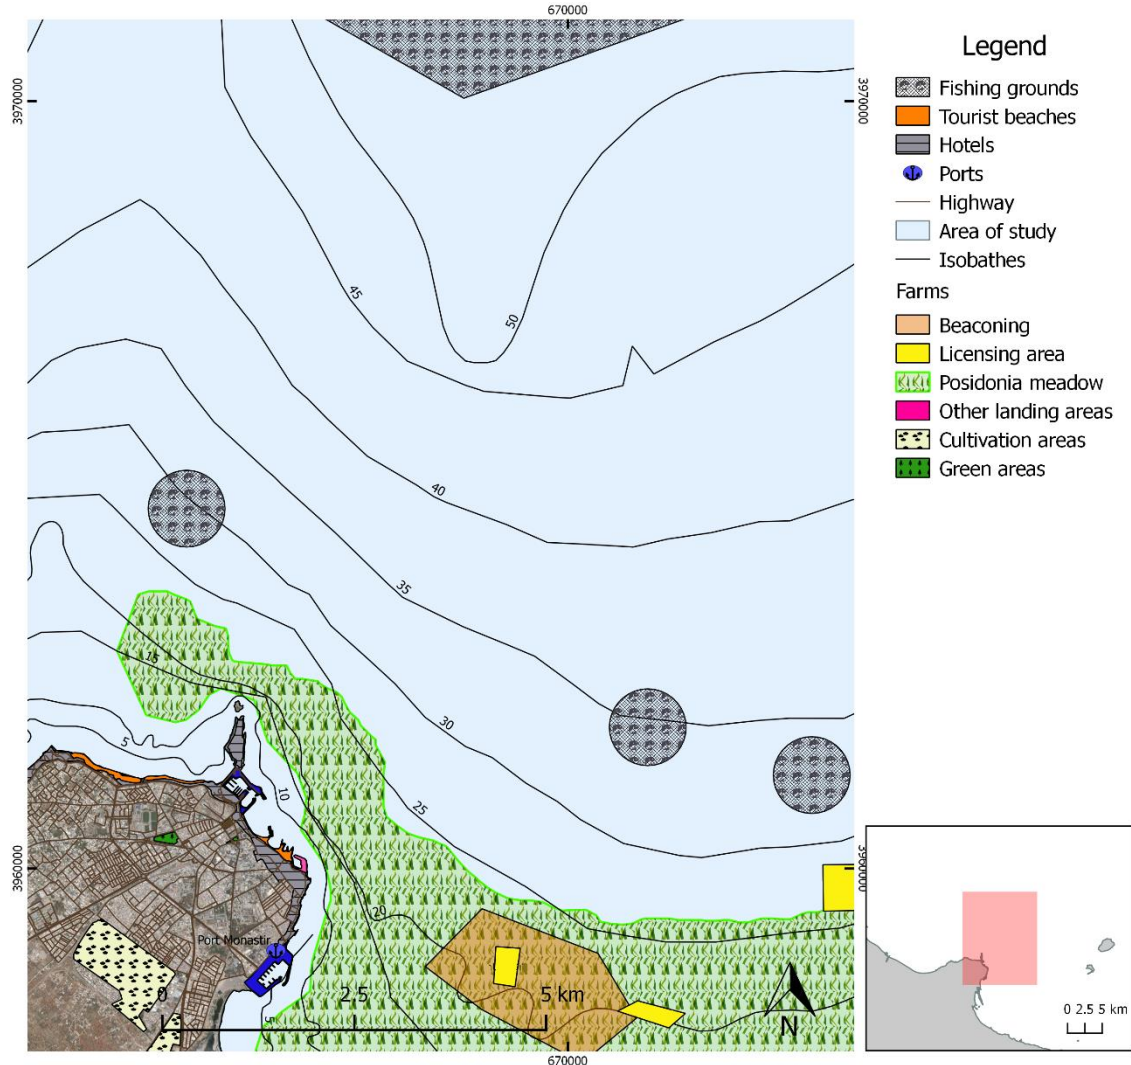 670000
3970000
3970000
45
50
40
35
15
30
5
10
25
3960000
3960000
20
Port Monastir
0
2.5
5 km
5
N
670000
Legend
Fishing grounds
Tourist beaches
Hotels
Ports
Highway
Area of study
Isobathes
Farms
Beaconing
Licensing area
Posidonia meadow
Other landing areas
Cultivation areas
Green areas
0 2.5 5 km